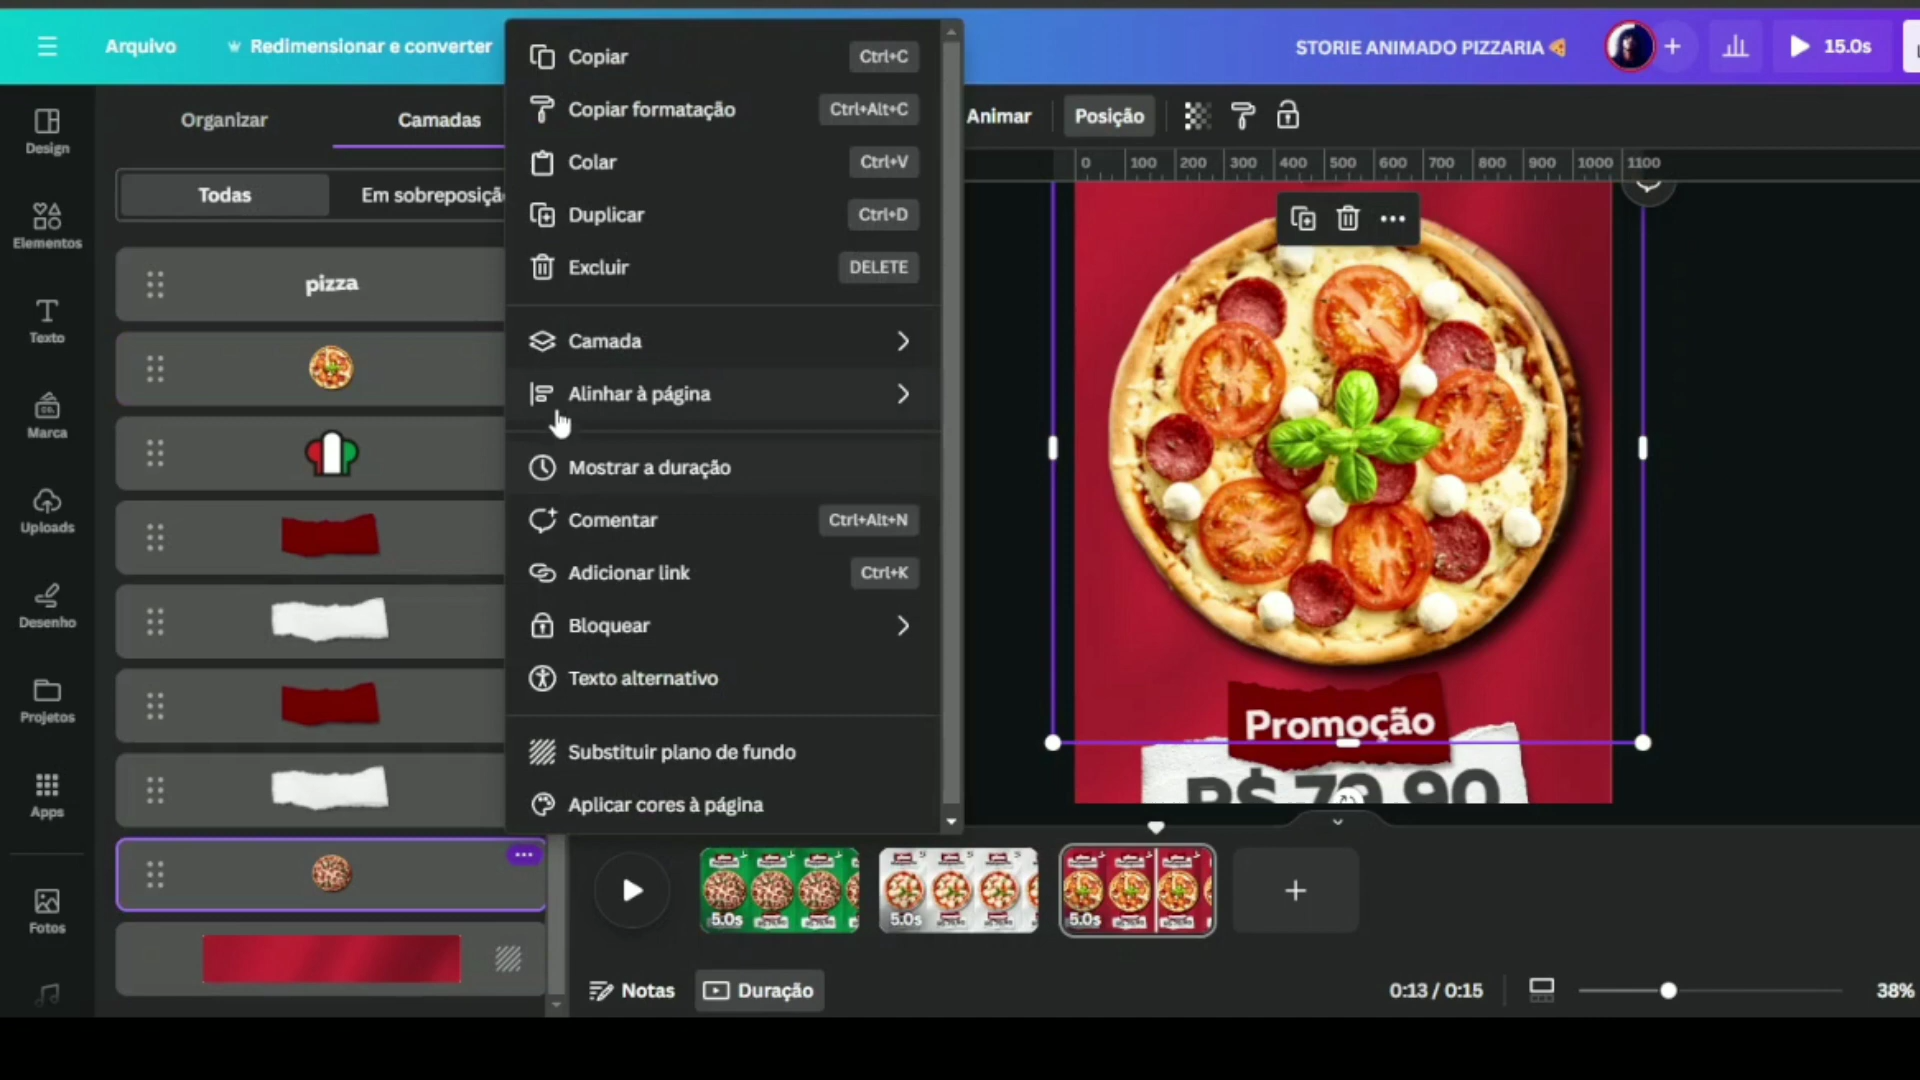 Arquivo
Redimensionar e converter
STORIE ANIMADO PIZZARIA
15.0s
Design
Elementos
Texto
Marca
Uploads
Desenho
Projetos
Apps
Fotos
Organizar
Camadas
Todas
Em sobreposiçã
pizza
Copiar
Ctrl+C
Copiar formatação
Ctrl+Alt+C
Colar
Ctrl+V
Duplicar
Ctrl+D
Excluir
DELETE
Camada
Alinhar à página
Mostrar a duração
Comentar
Ctrl+Alt+N
Adicionar link
Ctrl+K
Bloquear
Texto alternativo
Substituir plano de fundo
Aplicar cores à página
Animar
Posição
0 100 200 300 400 500 600 700 800 900 1000 1100
Promoção
R$ 79,90
5.0s
5.0s
5.0s
Notas
Duração
0:13 / 0:15
38%